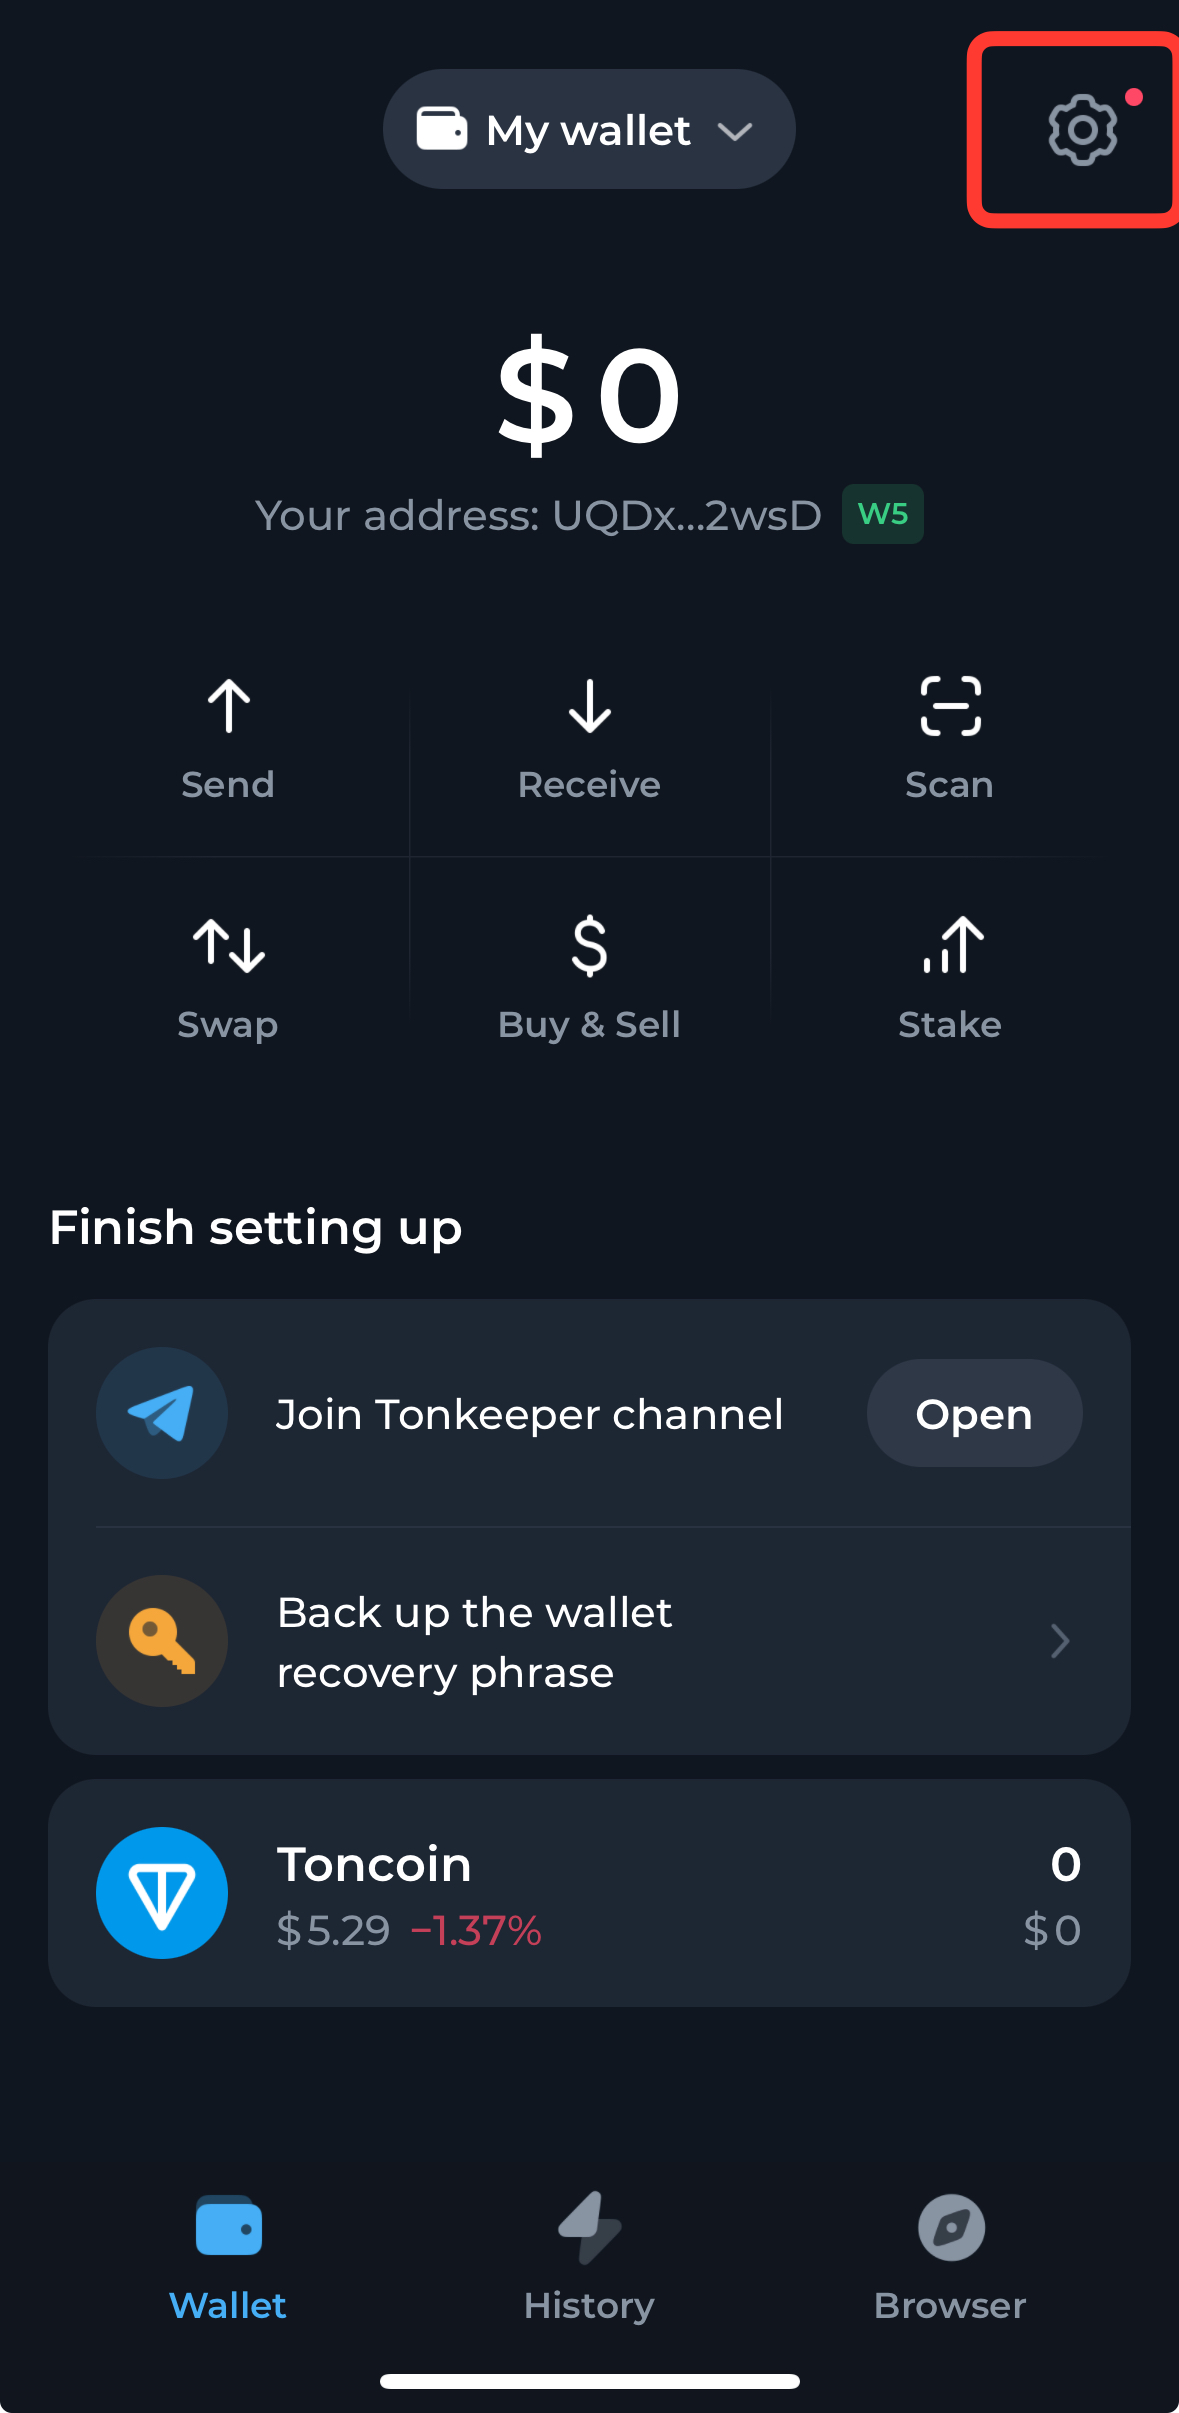 My wallet
$0
Your address: UQDx...2wsD W5
Send Receive Scan
Swap Buy & Sell Stake
Finish setting up
Join Tonkeeper channel Open
Back up the wallet
recovery phrase
Toncoin 0
$5.29 −1.37% $0
Wallet History Browser